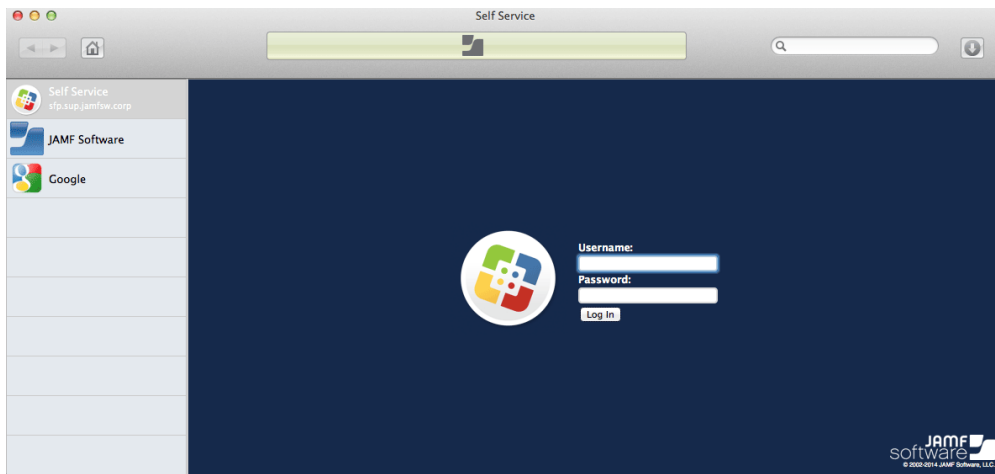 Self Service
Self Service
sfp.sup.jamfsw.corp
JAMF Software
Google
Username:
Password:
Log In
JAMF
software
© 2002-2014 JAMF Software, LLC.